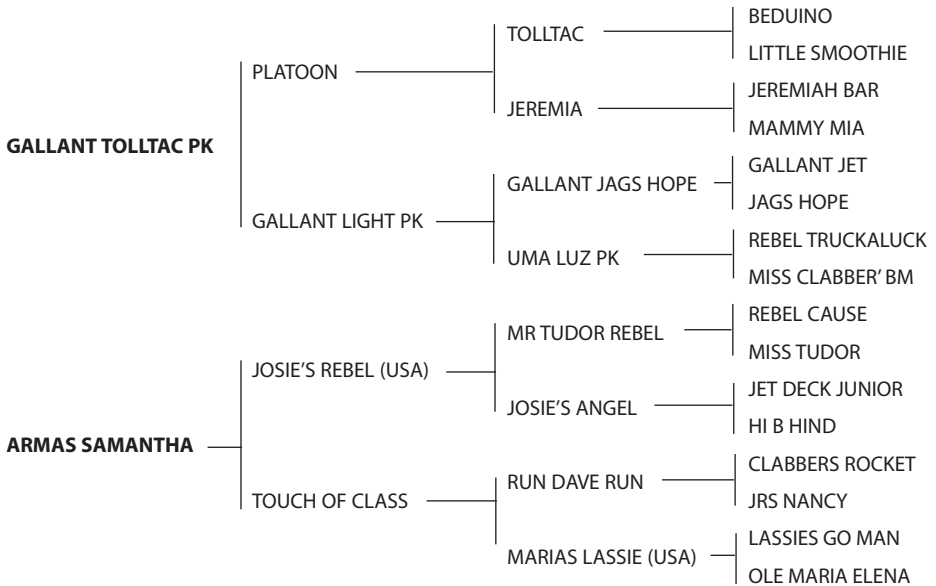 BEDUINO
TOLLTAC
LITTLE SMOOTHIE
PLATOON
JEREMIAH BAR
JEREMIA
MAMMY MIA
GALLANT TOLLTAC PK
GALLANT JET
GALLANT JAGS HOPE
JAGS HOPE
GALLANT LIGHT PK
REBEL TRUCKALUCK
UMA LUZ PK
MISS CLABBER' BM
REBEL CAUSE
MR TUDOR REBEL
MISS TUDOR
JOSIE'S REBEL (USA)
JET DECK JUNIOR
JOSIE'S ANGEL
HI B HIND
ARMAS SAMANTHA
CLABBERS ROCKET
RUN DAVE RUN
JRS NANCY
TOUCH OF CLASS
LASSIES GO MAN
MARIAS LASSIE (USA)
OLE MARIA ELENA